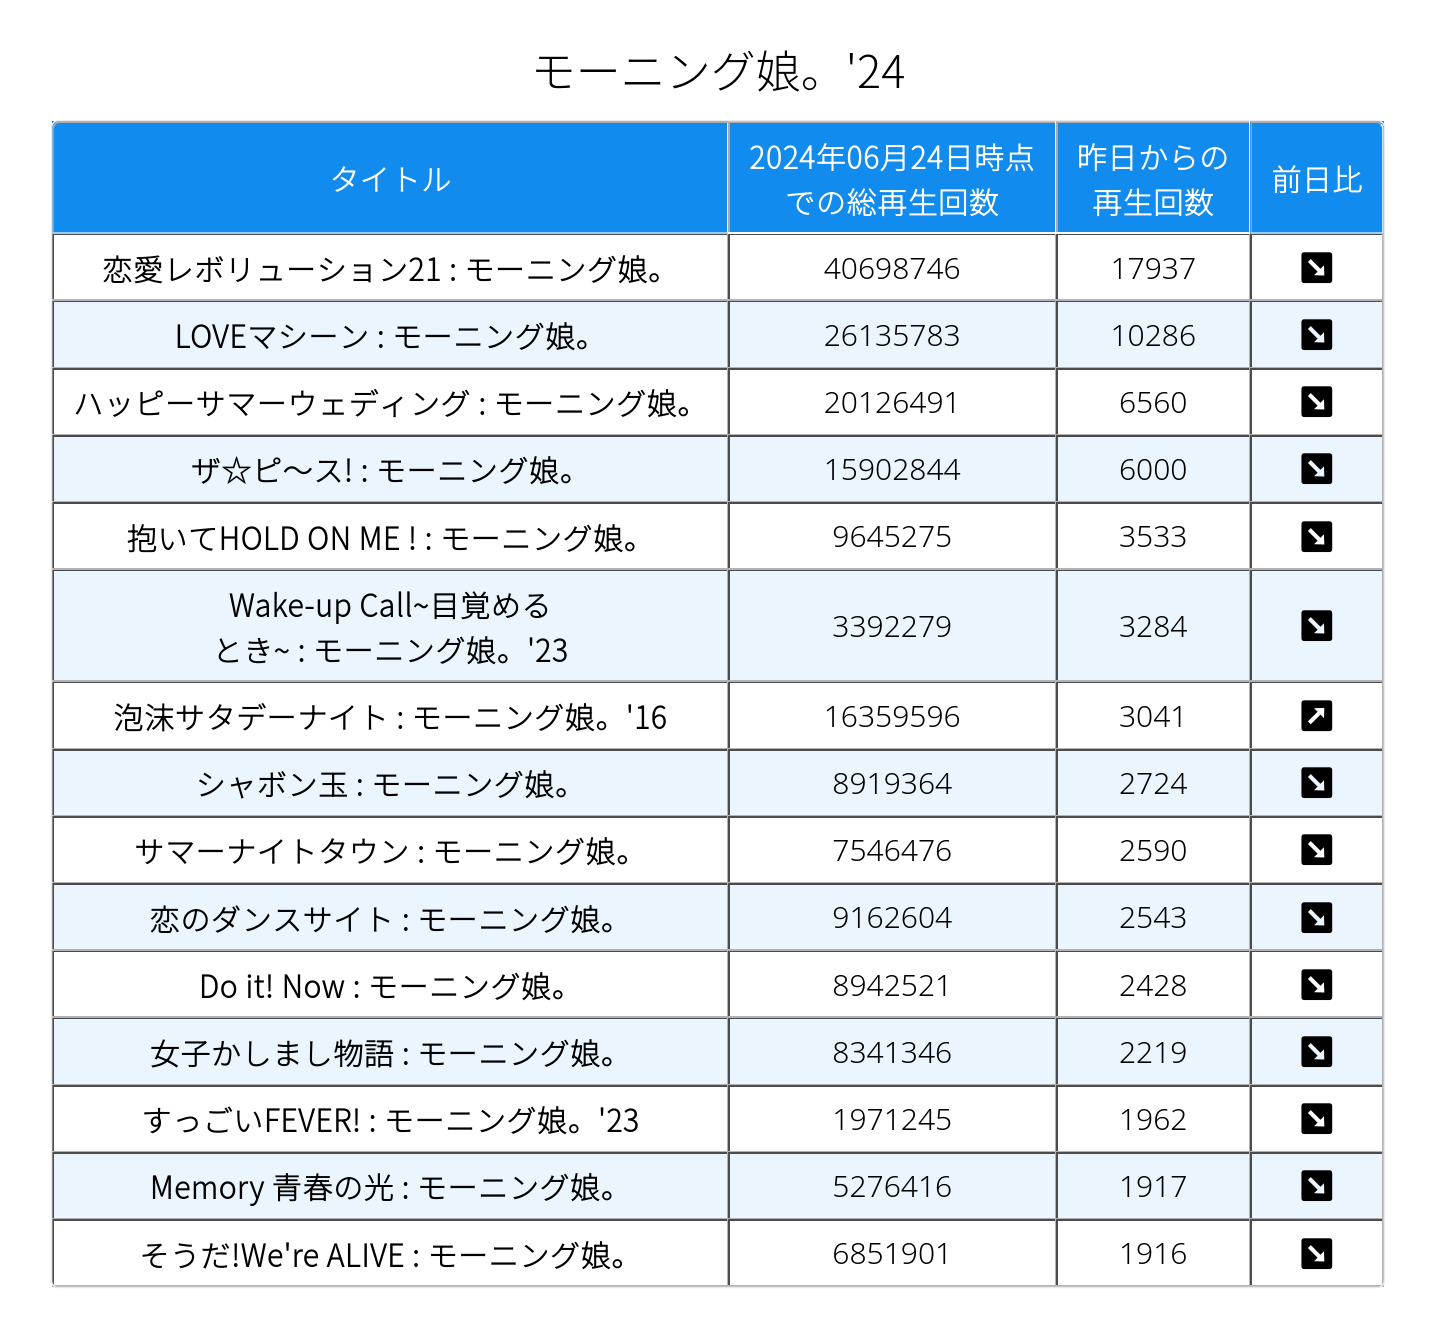 モーニング娘。'24
タイトル
2024年06月24日時点
での総再生回数
昨日からの
再生回数
前日比
恋愛レボリューション21 : モーニング娘。 40698746 17937 ↘
LOVEマシーン : モーニング娘。 26135783 10286 ↘
ハッピーサマーウェディング : モーニング娘。 20126491 6560 ↘
ザ☆ピ〜ス! : モーニング娘。 15902844 6000 ↘
抱いてHOLD ON ME ! : モーニング娘。 9645275 3533 ↘
Wake-up Call~目覚める
とき~ : モーニング娘。'23 3392279 3284 ↘
泡沫サタデーナイト : モーニング娘。'16 16359596 3041 ↗
シャボン玉 : モーニング娘。 8919364 2724 ↘
サマーナイトタウン : モーニング娘。 7546476 2590 ↘
恋のダンスサイト : モーニング娘。 9162604 2543 ↘
Do it! Now : モーニング娘。 8942521 2428 ↘
女子かしまし物語 : モーニング娘。 8341346 2219 ↘
すっごいFEVER! : モーニング娘。'23 1971245 1962 ↘
Memory 青春の光 : モーニング娘。 5276416 1917 ↘
そうだ!We're ALIVE : モーニング娘。 6851901 1916 ↘